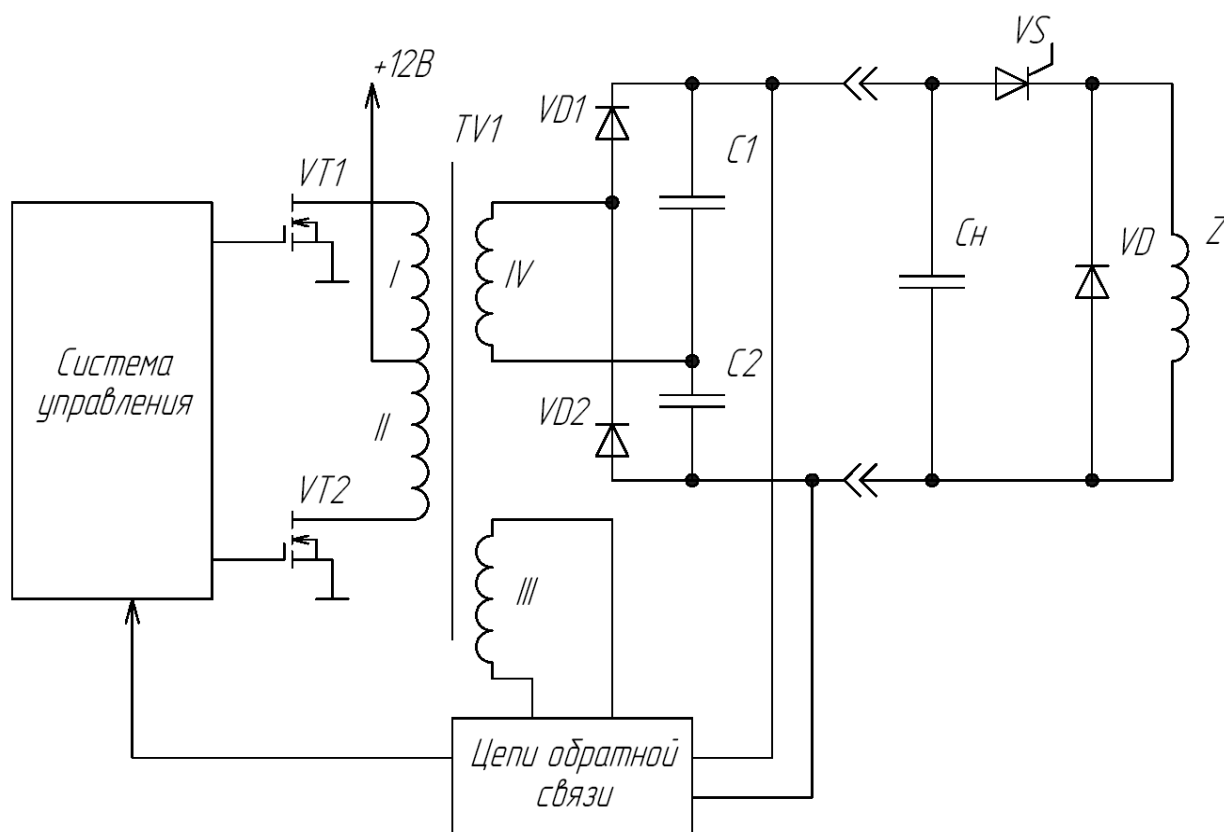 VS
+12В
VD1
TV1
C1
VT1
Z
Cн
VD
I
IV
C2
Система
управления
VD2
II
VT2
III
Цепи обратной
связи